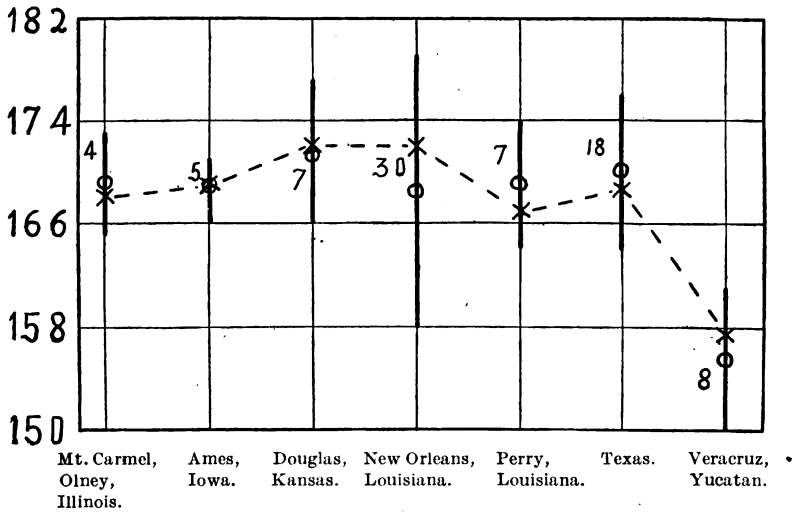 182
174
166
158
150
4
5
7
30
7
18
8
Mt. Carmel, Olney, Illinois.
Ames, Iowa.
Douglas, Kansas.
New Orleans, Louisiana.
Perry, Louisiana.
Texas.
Veracruz, Yucatan.